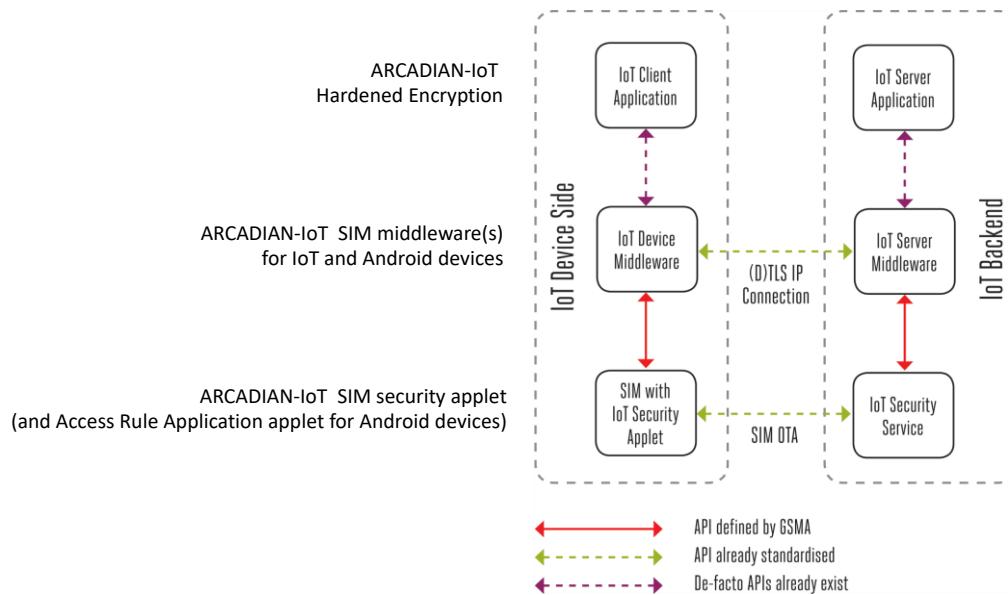 ARCADIAN-IoT
Hardened Encryption
ARCADIAN-IoT SIM middleware(s)
for IoT and Android devices
ARCADIAN-IoT SIM security applet
(and Access Rule Application applet for Android devices)
IoT Device Side
IoT Client
Application
IoT Device
Middleware
SIM with
IoT Security
Applet
(D)TLS IP
Connection
SIM OTA
IoT Server
Application
IoT Server
Middleware
IoT Security
Service
IoT Backend
API defined by GSMA
API already standardised
De-facto APIs already exist